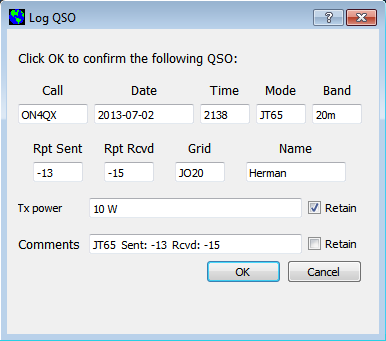 Log QSO
Click OK to confirm the following QSO:
Call Date Time Mode Band
ON4QX 2013-07-02 2138 JT65 20m
Rpt Sent Rpt Rcvd Grid Name
-13 -15 JO20 Herman
Tx power 10 W Retain
Comments JT65 Sent: -13 Rcvd: -15 Retain
OK Cancel